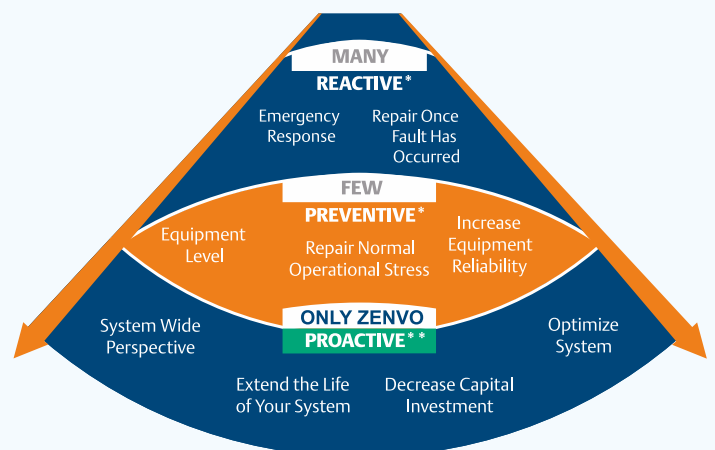 MANY
REACTIVE*
Emergency
Response
Repair Once
Fault Has
Occurred
FEW
PREVENTIVE*
Equipment
Level
Repair Normal
Operational Stress
Increase
Equipment
Reliability
ONLY ZENVO
PROACTIVE**
System Wide
Perspective
Optimize
System
Extend the Life
of Your System
Decrease Capital
Investment